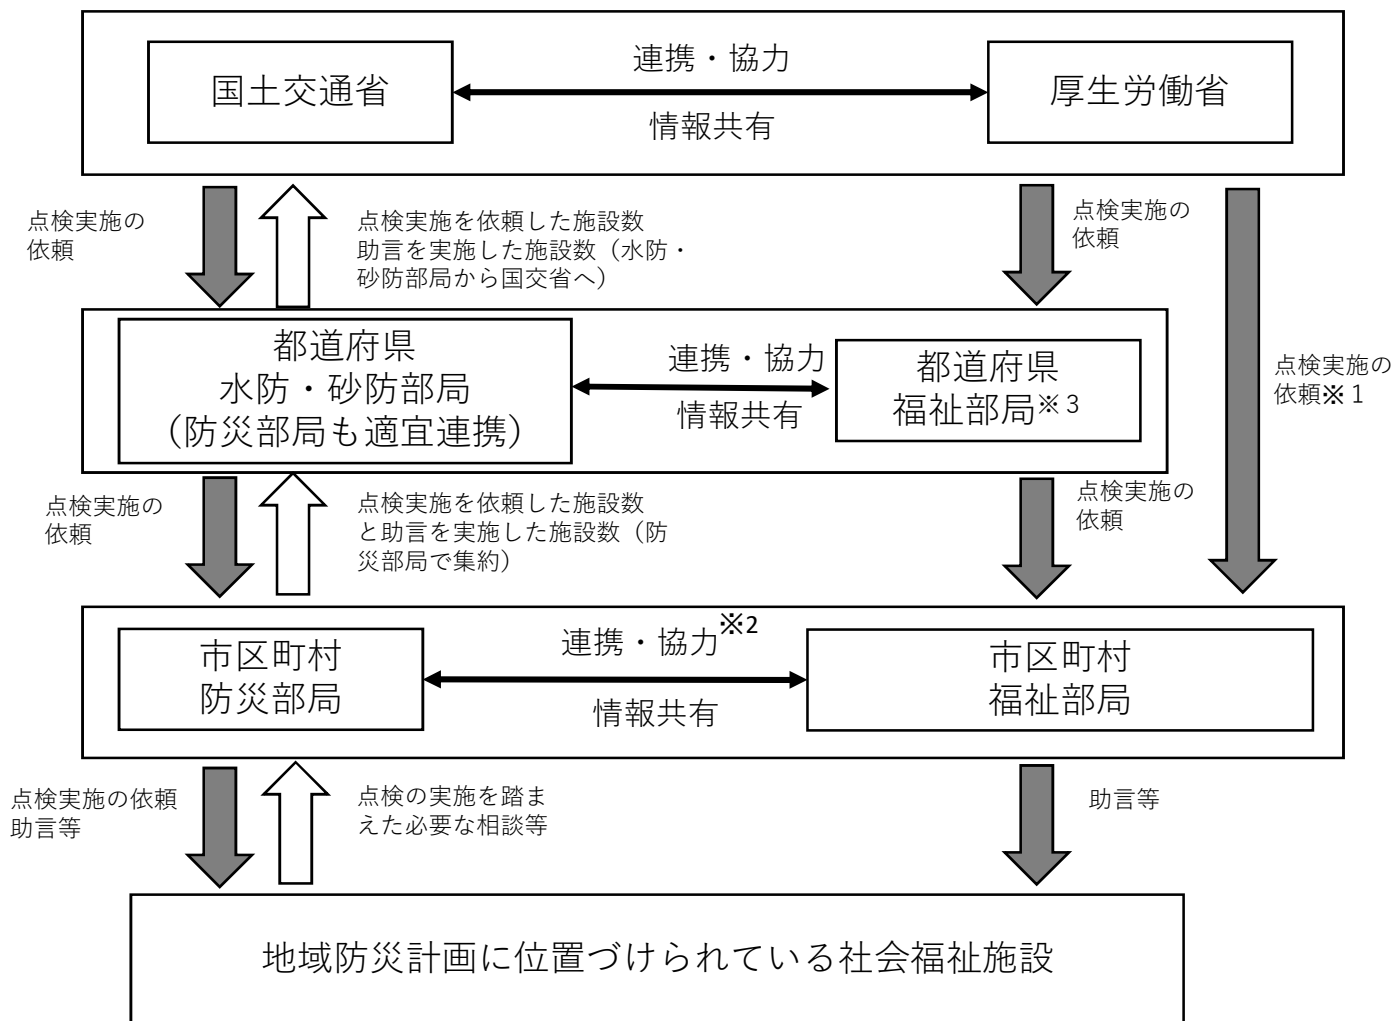 国土交通省
連携・協力
情報共有
厚生労働省
点検実施の
依頼
点検実施を依頼した施設数
助言を実施した施設数（水防・
砂防部局から国交省へ）
点検実施の
依頼
点検実施の
依頼※１
都道府県
水防・砂防部局
（防災部局も適宜連携）
連携・協力
情報共有
都道府県
福祉部局※３
点検実施の
依頼
点検実施を依頼した施設数
と助言を実施した施設数（防
災部局で集約）
点検実施の
依頼
市区町村
防災部局
連携・協力※2
情報共有
市区町村
福祉部局
点検実施の依頼
助言等
点検の実施を踏ま
えた必要な相談等
助言等
地域防災計画に位置づけられている社会福祉施設